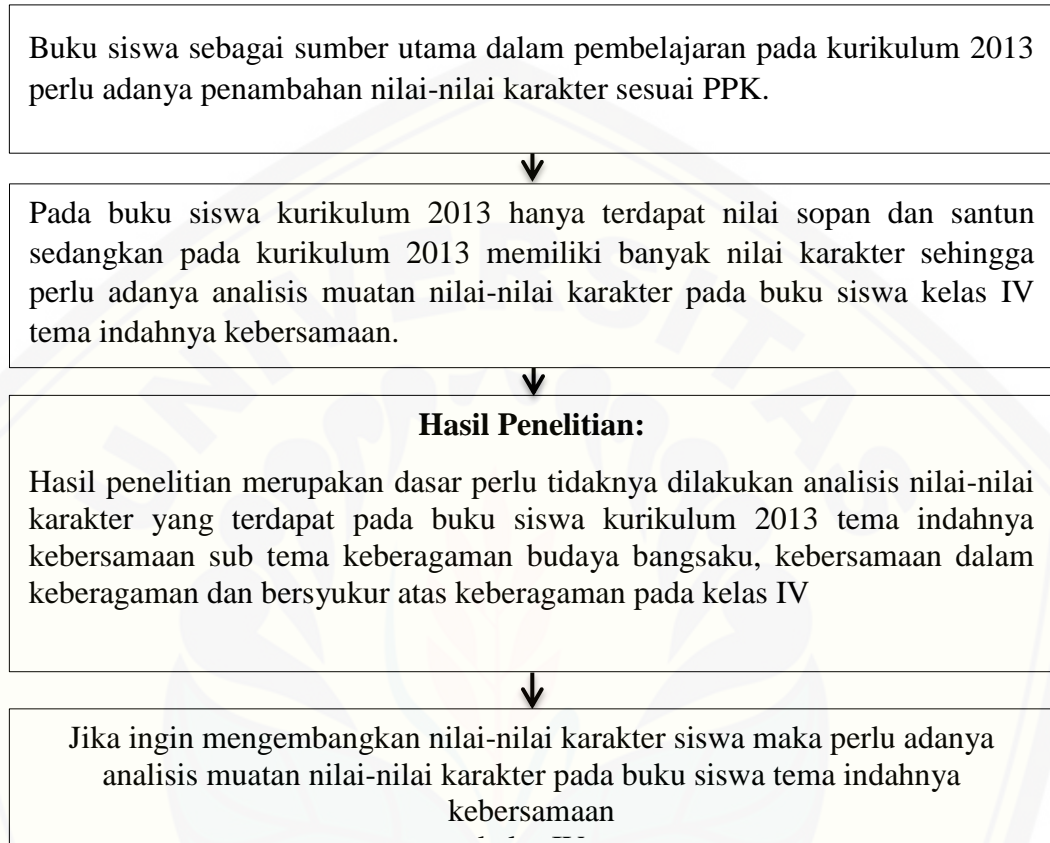 Buku siswa sebagai sumber utama dalam pembelajaran pada kurikulum 2013
perlu adanya penambahan nilai-nilai karakter sesuai PPK.
Pada buku siswa kurikulum 2013 hanya terdapat nilai sopan dan santun
sedangkan pada kurikulum 2013 memiliki banyak nilai karakter sehingga
perlu adanya analisis muatan nilai-nilai karakter pada buku siswa kelas IV
tema indahnya kebersamaan.
Hasil Penelitian:
Hasil penelitian merupakan dasar perlu tidaknya dilakukan analisis nilai-nilai
karakter yang terdapat pada buku siswa kurikulum 2013 tema indahnya
kebersamaan sub tema keberagaman budaya bangsaku, kebersamaan dalam
keberagaman dan bersyukur atas keberagaman pada kelas IV
Jika ingin mengembangkan nilai-nilai karakter siswa maka perlu adanya
analisis muatan nilai-nilai karakter pada buku siswa tema indahnya
kebersamaan
UNIVERSITAS